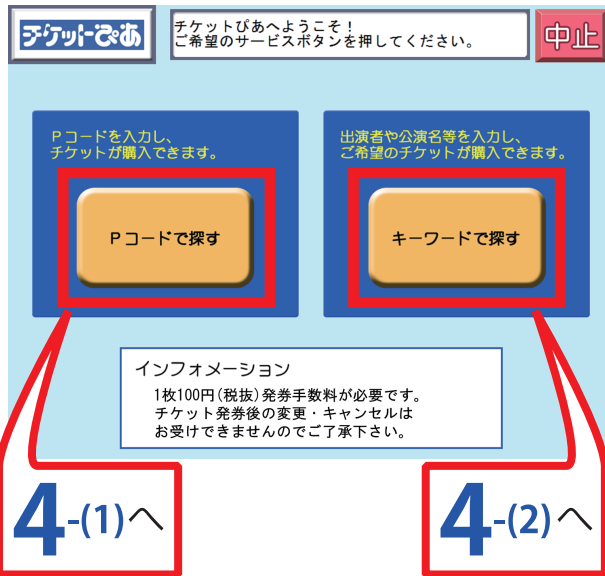 チケットぴあ
チケットぴあへようこそ！
ご希望のサービスボタンを押してください。
中止
Ｐコードを入力し、
チケットが購入できます。
Ｐコードで探す
出演者や公演名等を入力し、
ご希望のチケットが購入できます。
キーワードで探す
インフォメーション
1枚100円(税抜)発券手数料が必要です。
チケット発券後の変更・キャンセルは
お受けできませんのでご了承下さい。
4-(1)へ
4-(2)へ